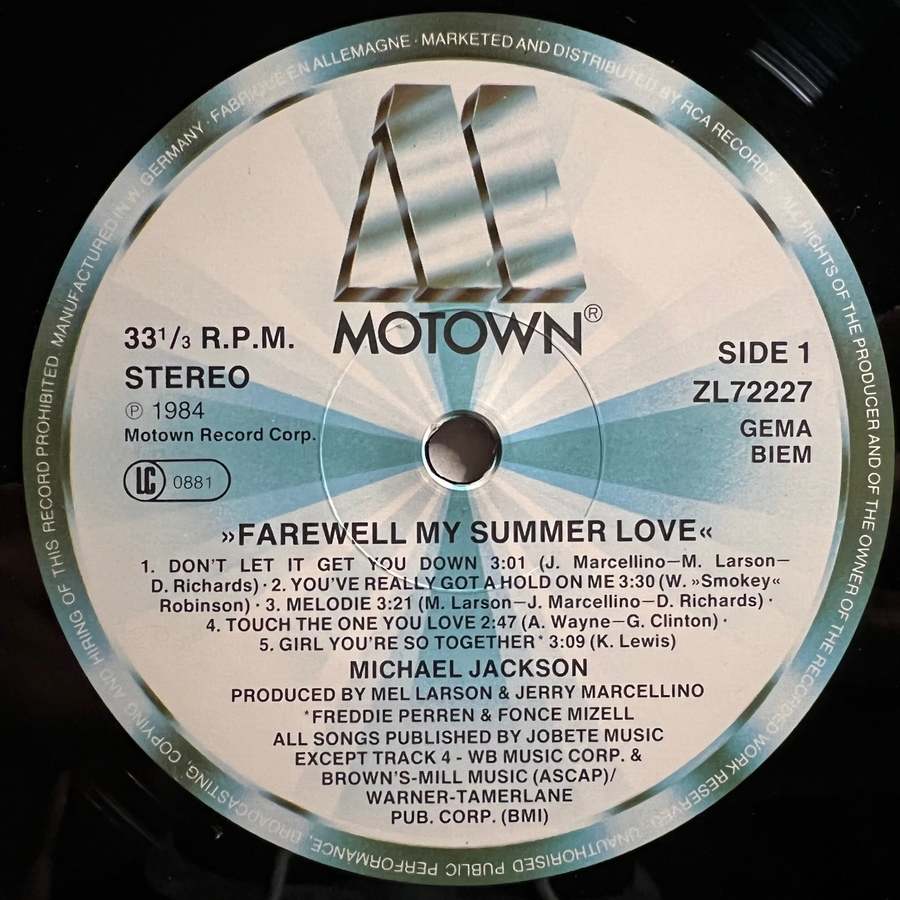 MANUFACTURED IN W. GERMANY · FABRIQUÉ EN ALLEMAGNE · MARKETED AND DISTRIBUTED BY RCA RECORDS · ALL RIGHTS OF THE PRODUCER AND OF THE OWNER OF THE RECORDED WORK RESERVED · UNAUTHORISED PUBLIC PERFORMANCE, BROADCASTING, COPYING AND HIRING OF THIS RECORD PROHIBITED
MOTOWN®
33 1/3 R.P.M.
STEREO
℗ 1984
Motown Record Corp.
LC 0881
SIDE 1
ZL72227
GEMA
BIEM
»FAREWELL MY SUMMER LOVE«
1. DON'T LET IT GET YOU DOWN 3:01 (J. Marcellino—M. Larson—
D. Richards) · 2. YOU'VE REALLY GOT A HOLD ON ME 3:30 (W. »Smokey«
Robinson) · 3. MELODIE 3:21 (M. Larson—J. Marcellino—D. Richards) ·
4. TOUCH THE ONE YOU LOVE 2:47 (A. Wayne—G. Clinton) ·
5. GIRL YOU'RE SO TOGETHER* 3:09 (K. Lewis)
MICHAEL JACKSON
PRODUCED BY MEL LARSON & JERRY MARCELLINO
*FREDDIE PERREN & FONCE MIZELL
ALL SONGS PUBLISHED BY JOBETE MUSIC
EXCEPT TRACK 4 - WB MUSIC CORP. &
BROWN'S-MILL MUSIC (ASCAP)/
WARNER-TAMERLANE
PUB. CORP. (BMI)